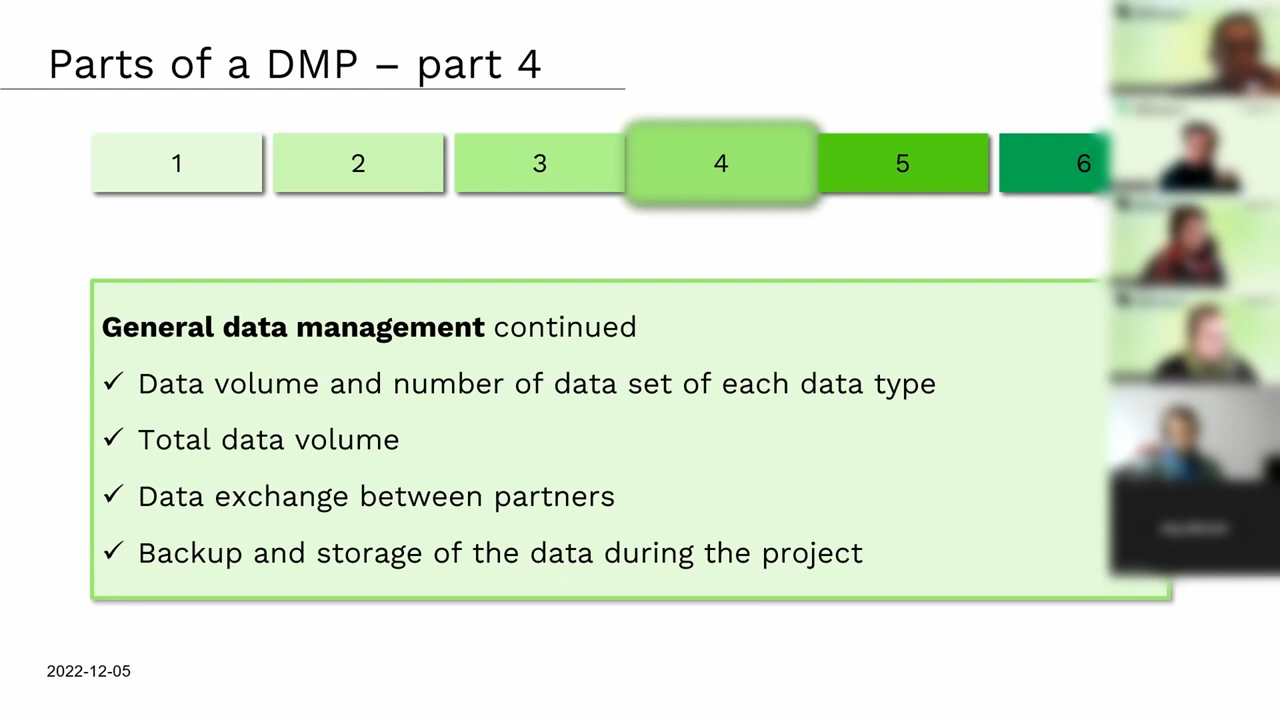 Parts of a DMP – part 4
1 2 3 4 5 6
General data management continued
✓ Data volume and number of data set of each data type
✓ Total data volume
✓ Data exchange between partners
✓ Backup and storage of the data during the project
2022-12-05